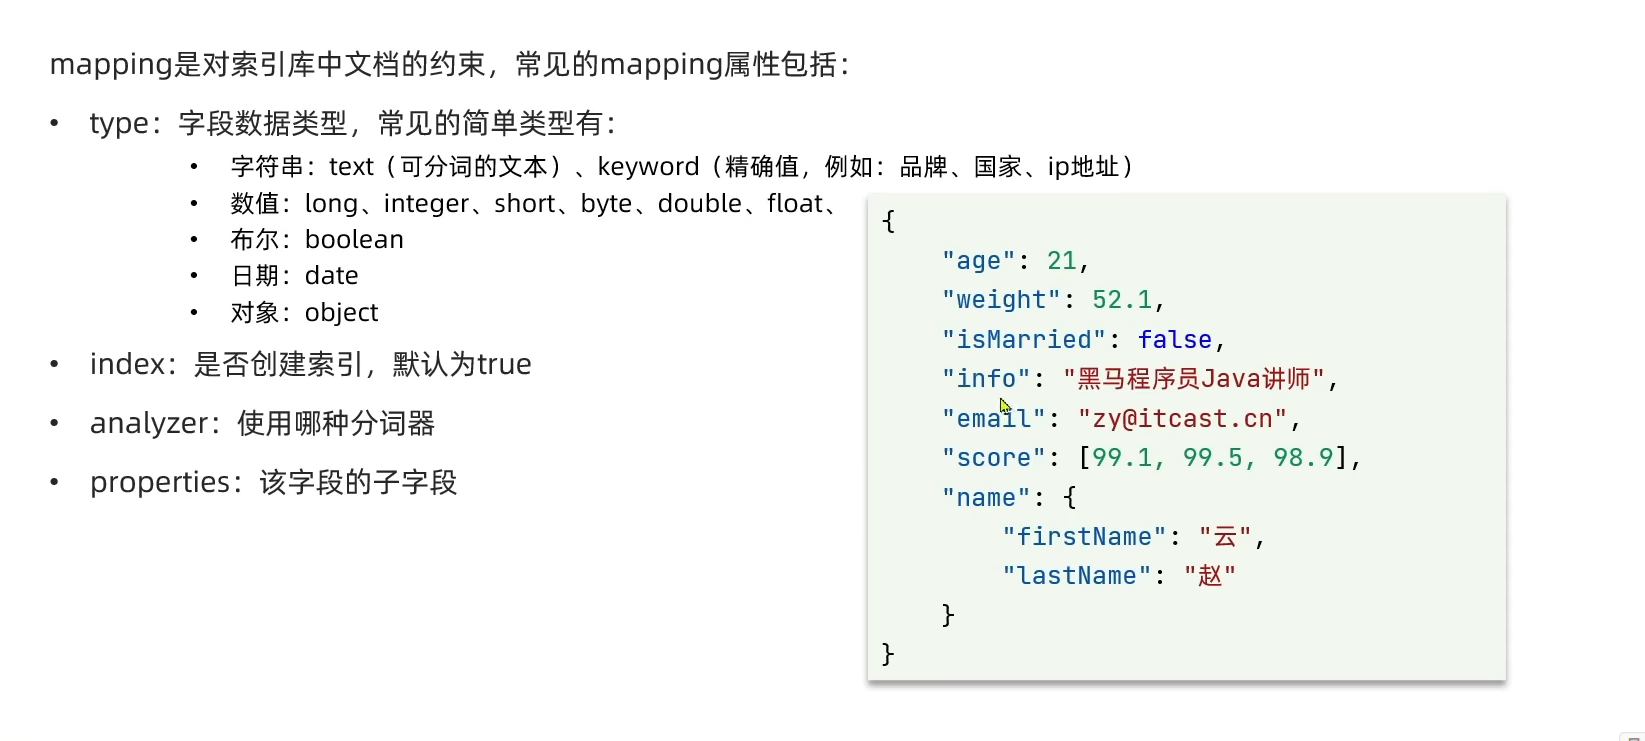 mapping是对索引库中文档的约束，常见的mapping属性包括：
• type：字段数据类型，常见的简单类型有：
• 字符串：text（可分词的文本）、keyword（精确值，例如：品牌、国家、ip地址）
• 数值：long、integer、short、byte、double、float、
• 布尔：boolean
• 日期：date
• 对象：object
• index：是否创建索引，默认为true
• analyzer：使用哪种分词器
• properties：该字段的子字段
{
    "age": 21,
    "weight": 52.1,
    "isMarried": false,
    "info": "黑马程序员Java讲师",
    "email": "zy@itcast.cn",
    "score": [99.1, 99.5, 98.9],
    "name": {
        "firstName": "云",
        "lastName": "赵"
    }
}